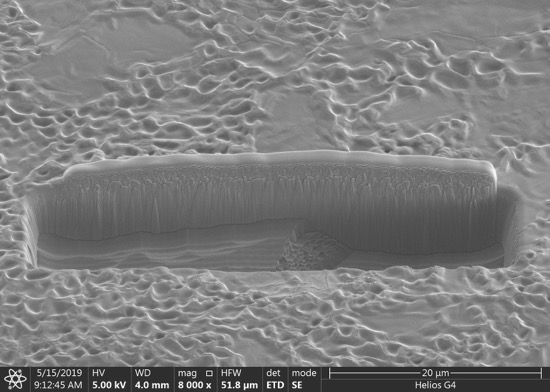 5/15/2019 HV WD mag HFW det mode 20 µm
9:12:45 AM 5.00 kV 4.0 mm 8 000 x 51.8 µm ETD SE Helios G4